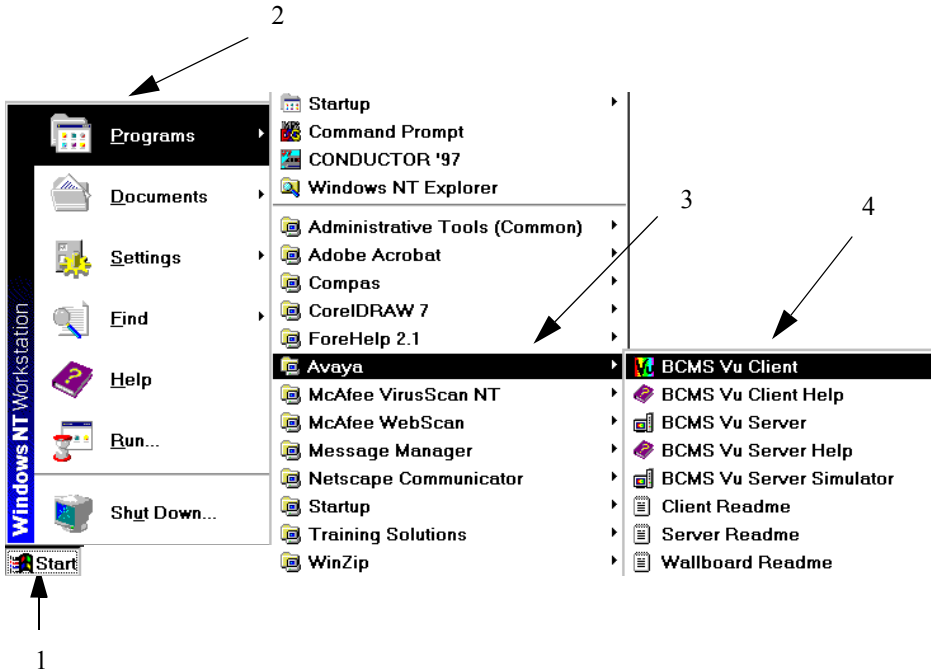 2
Startup
Programs
Command Prompt
CONDUCTOR '97
Windows NT Explorer
Documents
3
4
Administrative Tools (Common)
Settings
Adobe Acrobat
Compas
CorelDRAW 7
Find
ForeHelp 2.1
Avaya
BCMS Vu Client
Help
McAfee VirusScan NT
BCMS Vu Client Help
McAfee WebScan
BCMS Vu Server
Run...
Message Manager
BCMS Vu Server Help
Netscape Communicator
BCMS Vu Server Simulator
Shut Down...
Startup
Client Readme
Training Solutions
Server Readme
WinZip
Wallboard Readme
Windows NT Workstation
Start
1